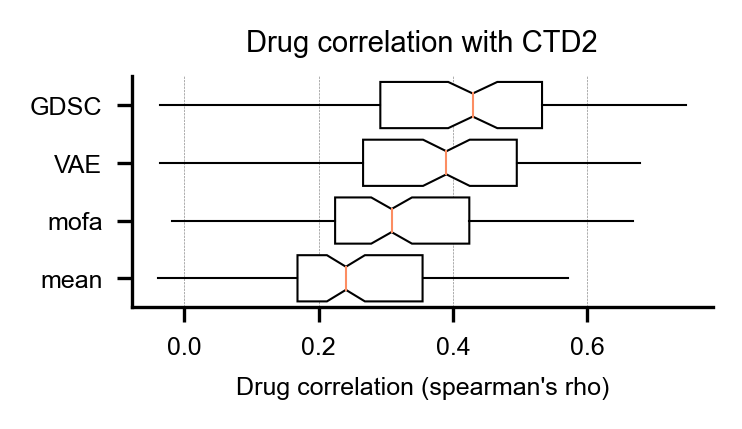 Drug correlation with CTD2
GDSC
VAE
mofa
mean
0.0 0.2 0.4 0.6
Drug correlation (spearman's rho)